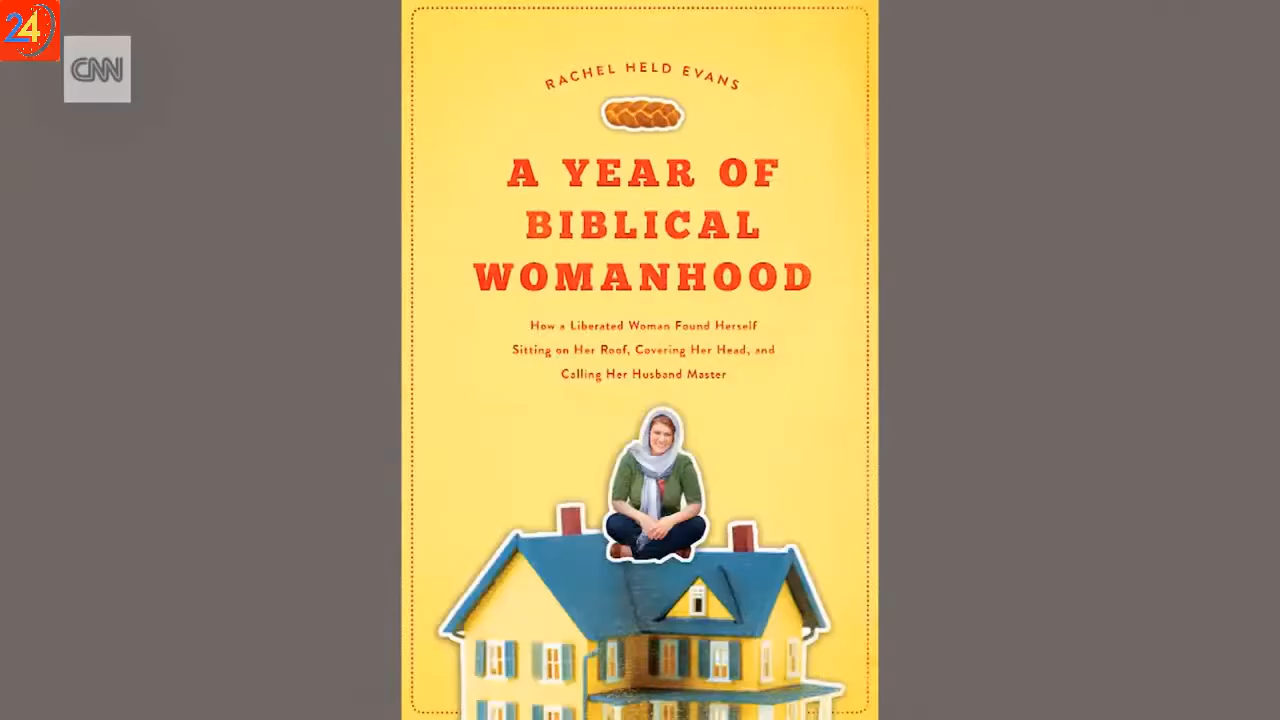 24
CNN
RACHEL HELD EVANS
A YEAR OF
BIBLICAL
WOMANHOOD
How a Liberated Woman Found Herself
Sitting on Her Roof, Covering Her Head, and
Calling Her Husband Master